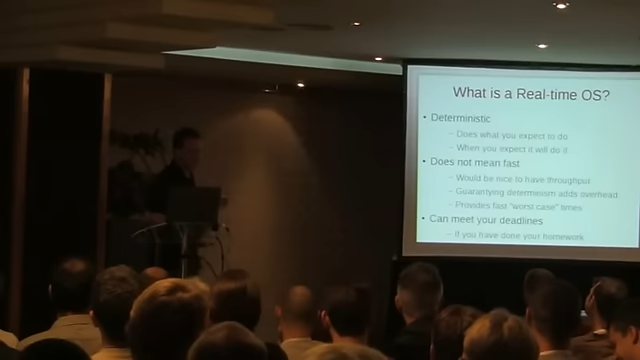 What is a Real-time OS?
• Deterministic
– Does what you expect to do
– When you expect it will do it
• Does not mean fast
– Would be nice to have throughput
– Guarantying determinism adds overhead
– Provides fast "worst case" times
• Can meet your deadlines
– If you have done your homework